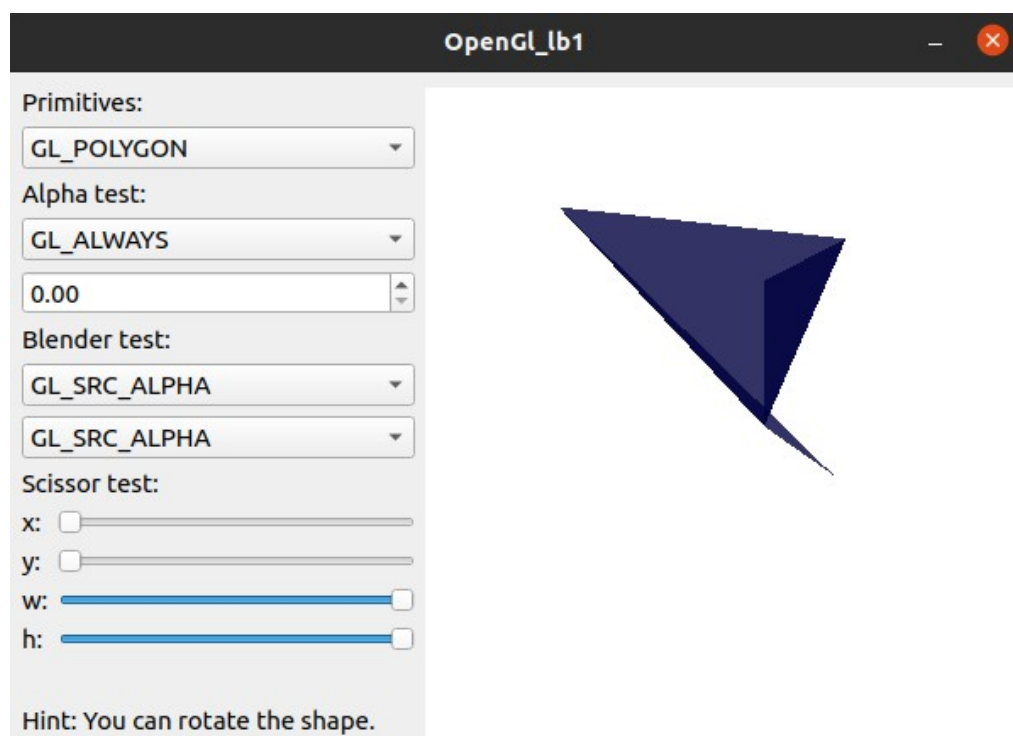 OpenGl_lb1
Primitives:
GL_POLYGON
Alpha test:
GL_ALWAYS
0.00
Blender test:
GL_SRC_ALPHA
GL_SRC_ALPHA
Scissor test:
x:
y:
w:
h:
Hint: You can rotate the shape.